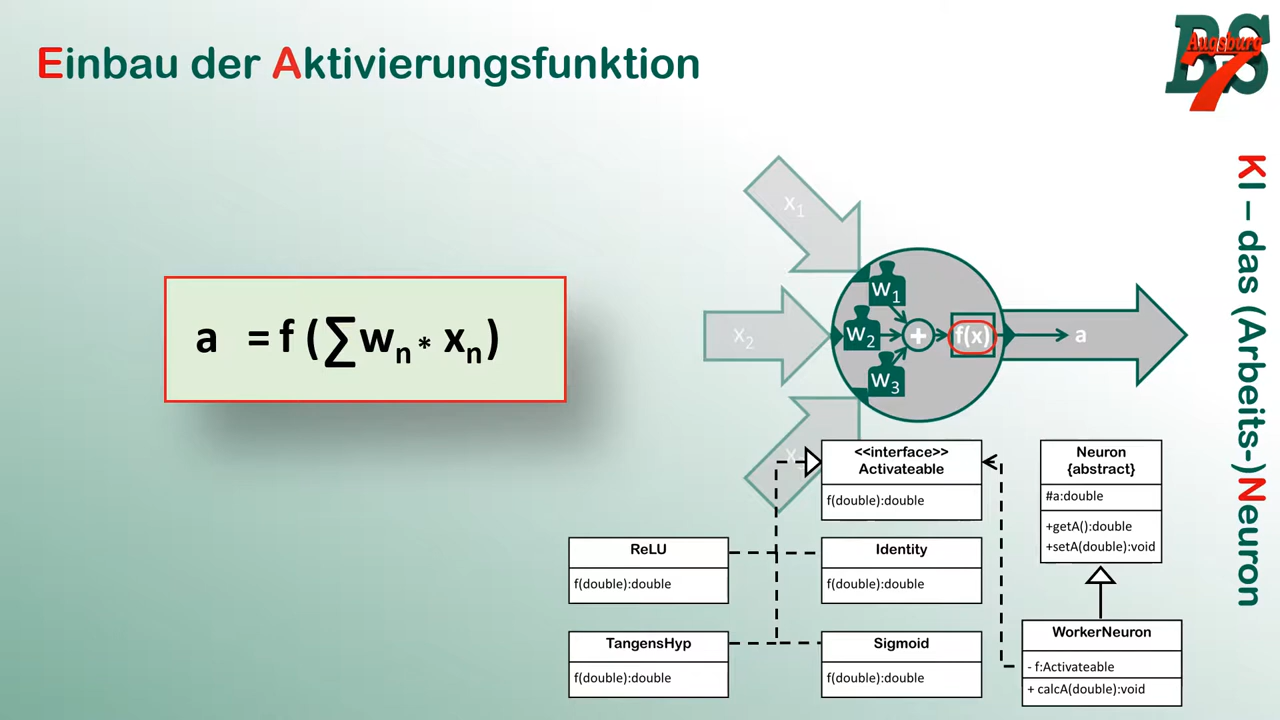 Einbau der Aktivierungsfunktion
BS
Augsburg
7
KI – das (Arbeits-)Neuron
a = f (∑wn * xn)
x1
x2
x
w1
w2
w3
+
f(x)
a
<<interface>>
Activateable
f(double):double
Neuron
{abstract}
#a:double
+getA():double
+setA(double):void
ReLU
f(double):double
Identity
f(double):double
TangensHyp
f(double):double
Sigmoid
f(double):double
WorkerNeuron
- f:Activateable
+ calcA(double):void